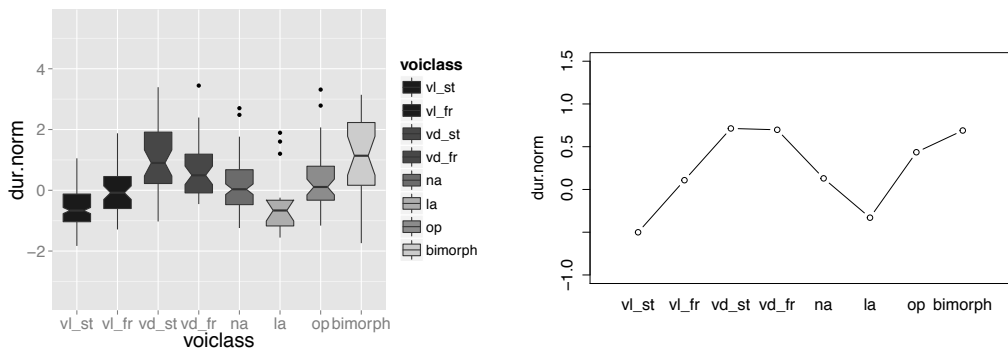 dur.norm
4
2
0
−2
vl_st vl_fr vd_st vd_fr na la op bimorph
voiclass
voiclass
vl_st
vl_fr
vd_st
vd_fr
na
la
op
bimorph
dur.norm
1.5
1.0
0.5
0.0
−1.0
vl_st vl_fr vd_st vd_fr na la op bimorph